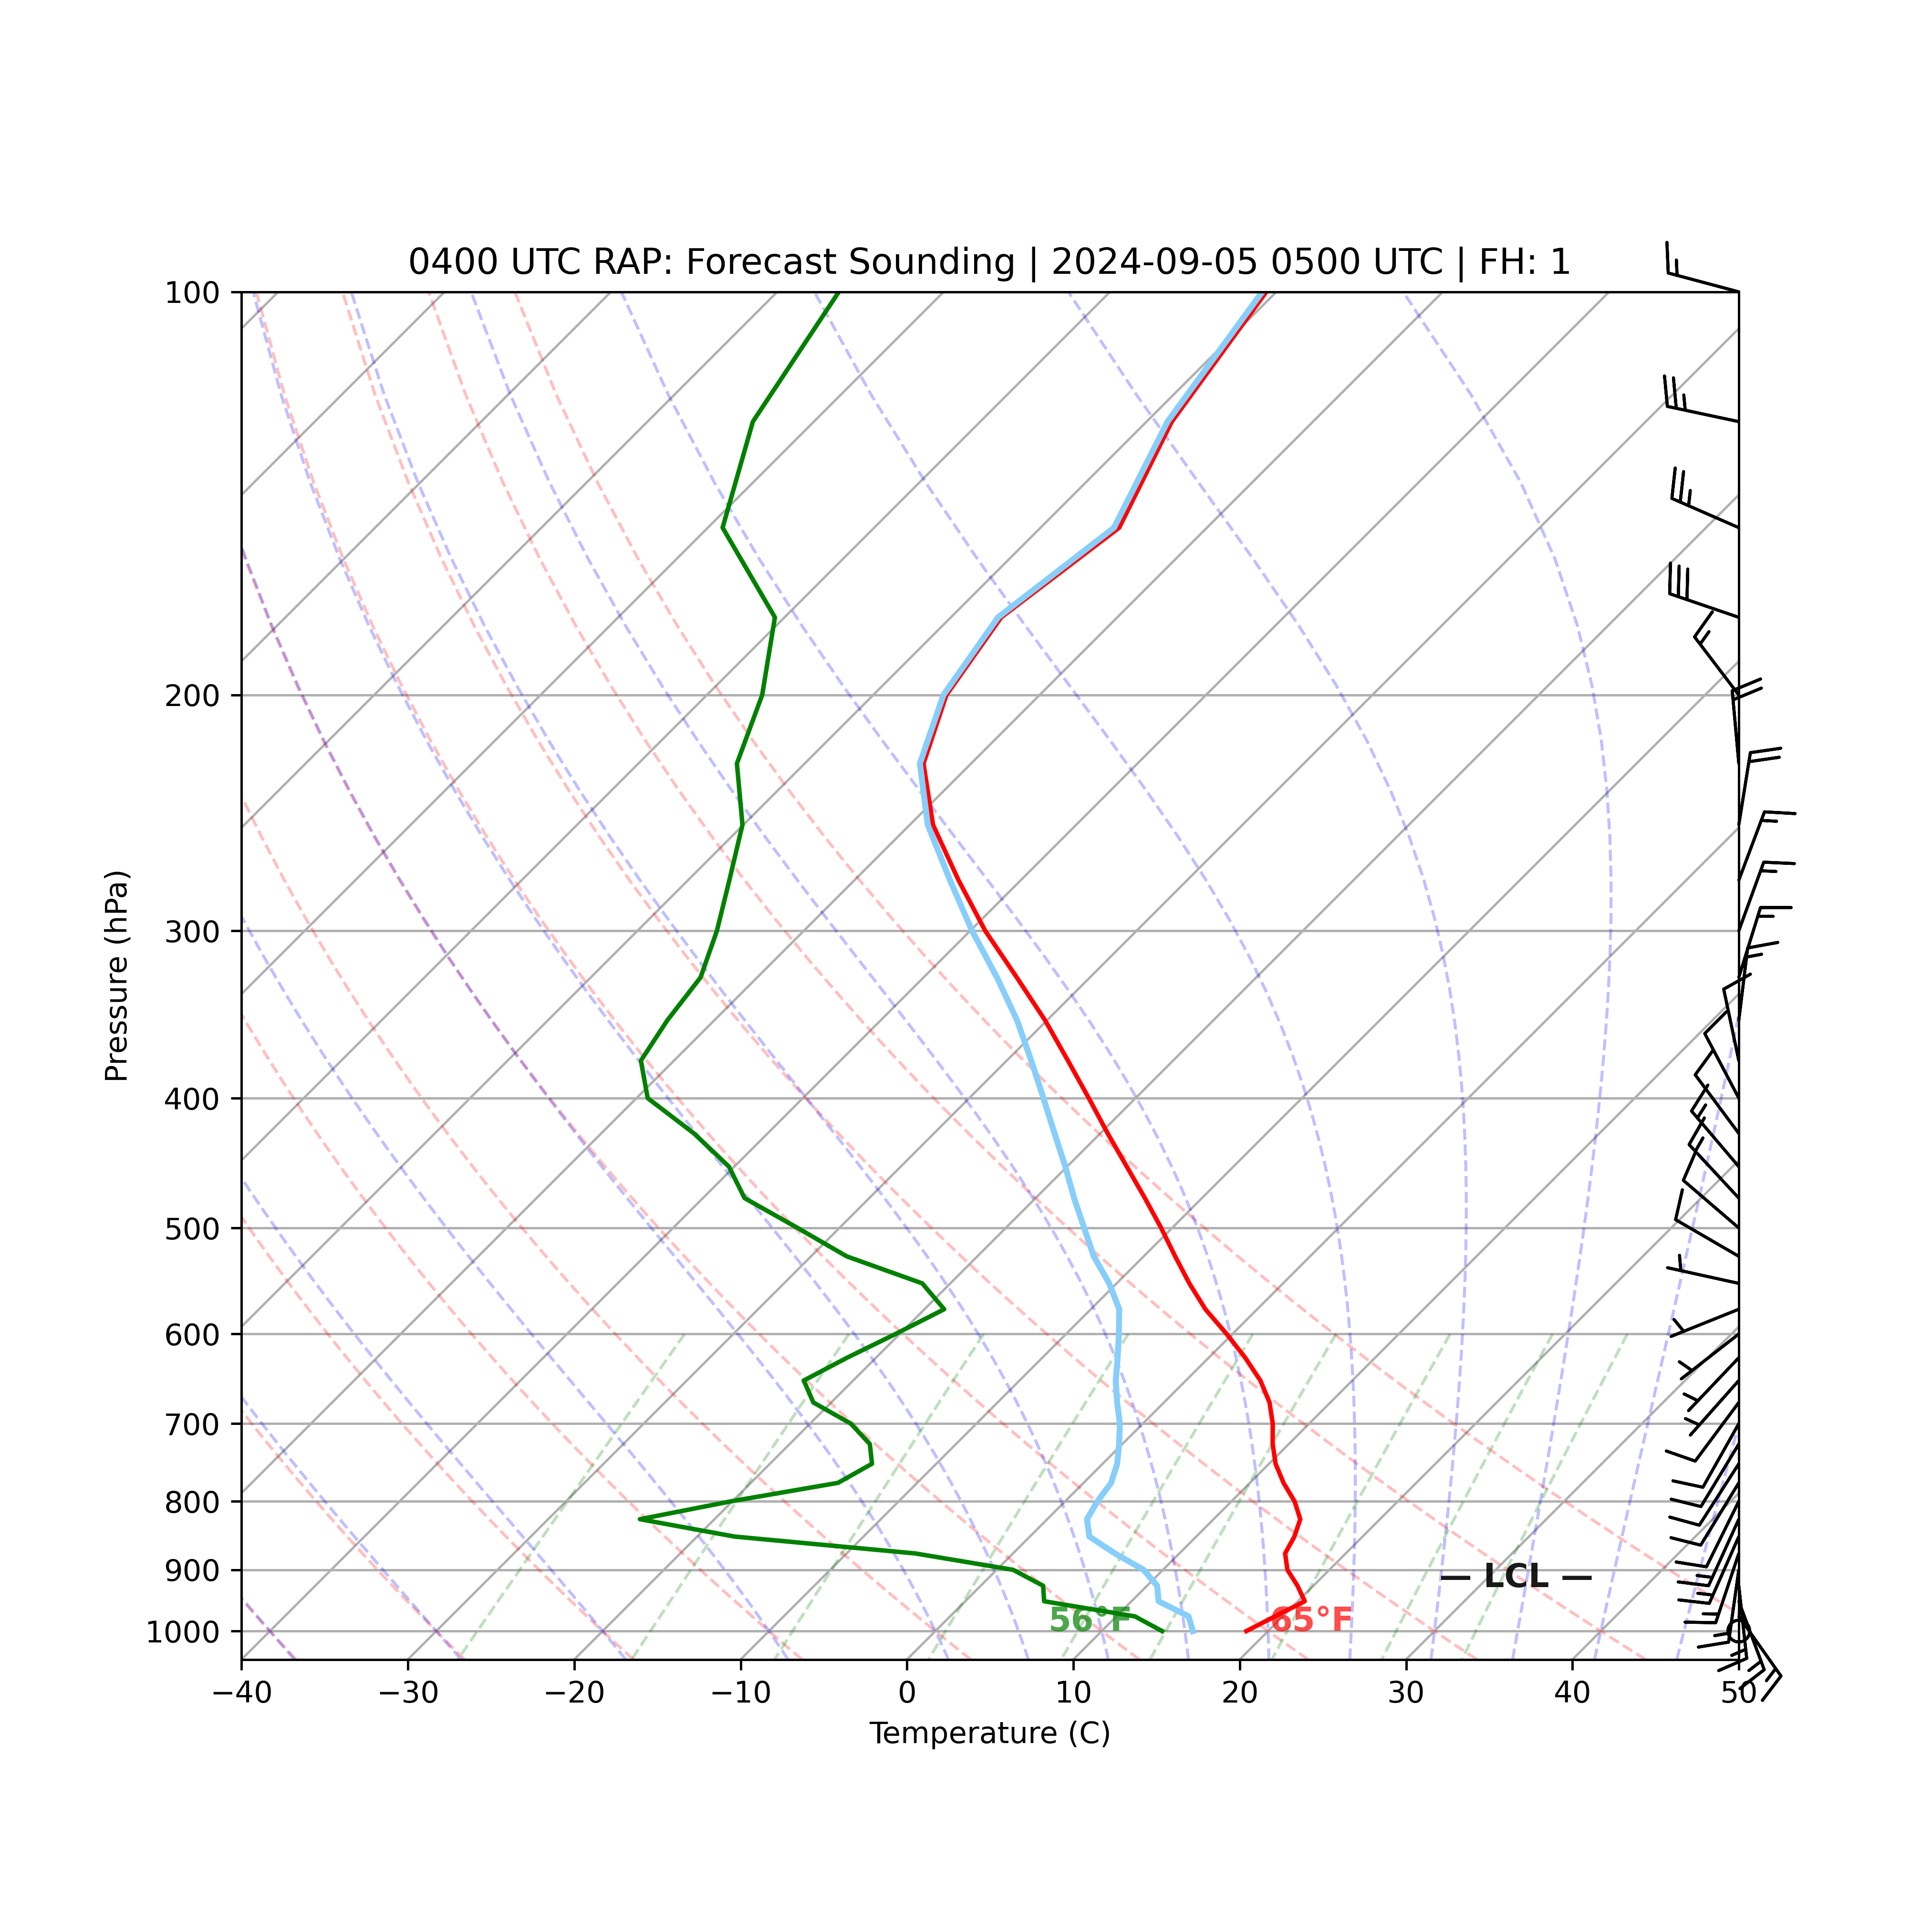 0400 UTC RAP: Forecast Sounding | 2024-09-05 0500 UTC | FH: 1
100
200
300
400
500
600
700
800
900
1000
Pressure (hPa)
— LCL —
56°F
65°F
−40 −30 −20 −10 0 10 20 30 40 50
Temperature (C)